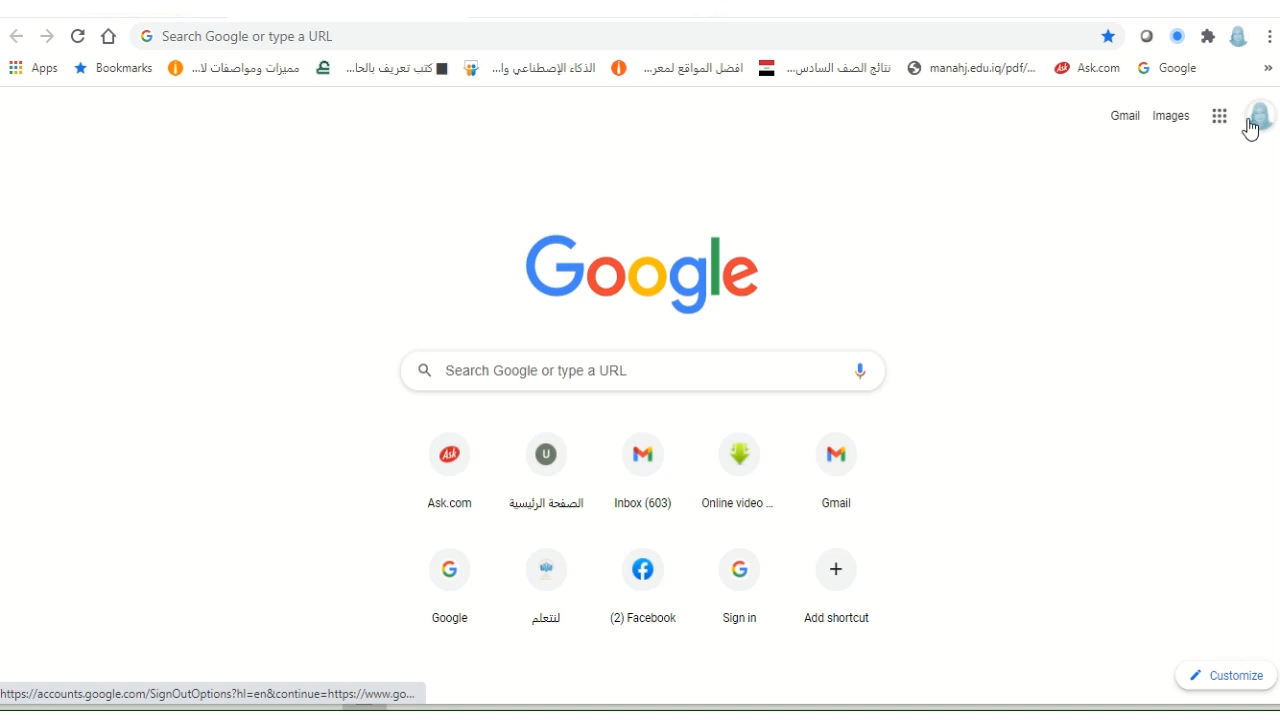 Search Google or type a URL
Apps
Bookmarks
مميزات ومواصفات لا...
كتب تعريف بالحا...
الذكاء الإصطناعي وا...
افضل المواقع لمعر...
نتائج الصف السادس...
manahj.edu.iq/pdf/...
Ask.com
Google
»
Gmail
Images
Google
Search Google or type a URL
Ask
U
Ask.com
الصفحة الرئيسية
Inbox (603)
Online video ...
Gmail
Google
لنتتعلم
(2) Facebook
Sign in
Add shortcut
Customize
https://accounts.google.com/SignOutOptions?hl=en&continue=https://www.go...